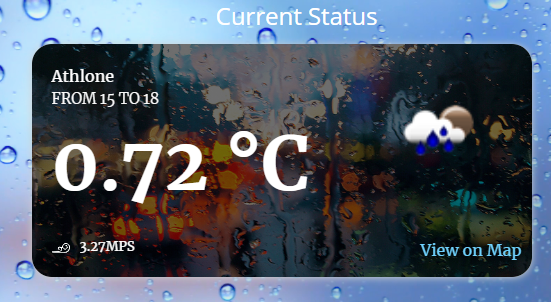 Current Status
Athlone
FROM 15 TO 18
0.72 °C
3.27MPS
View on Map